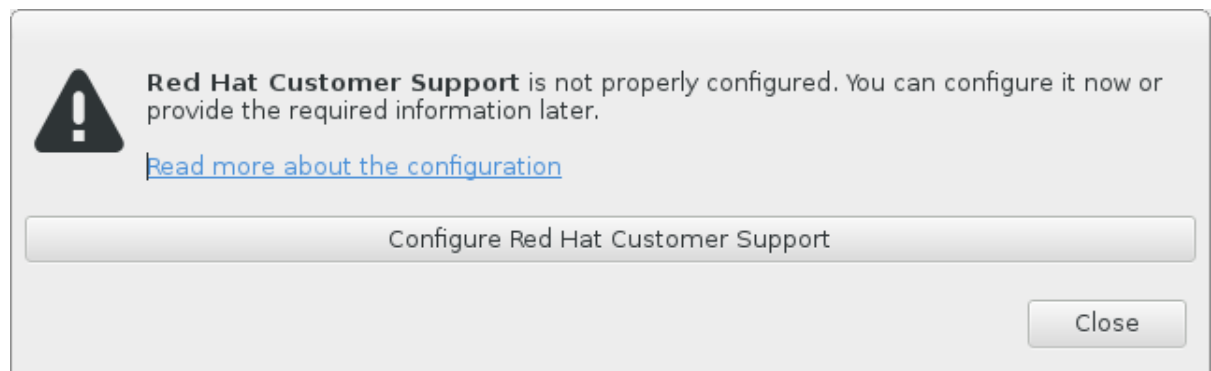 Red Hat Customer Support is not properly configured. You can configure it now or
provide the required information later.
Read more about the configuration
Configure Red Hat Customer Support
Close